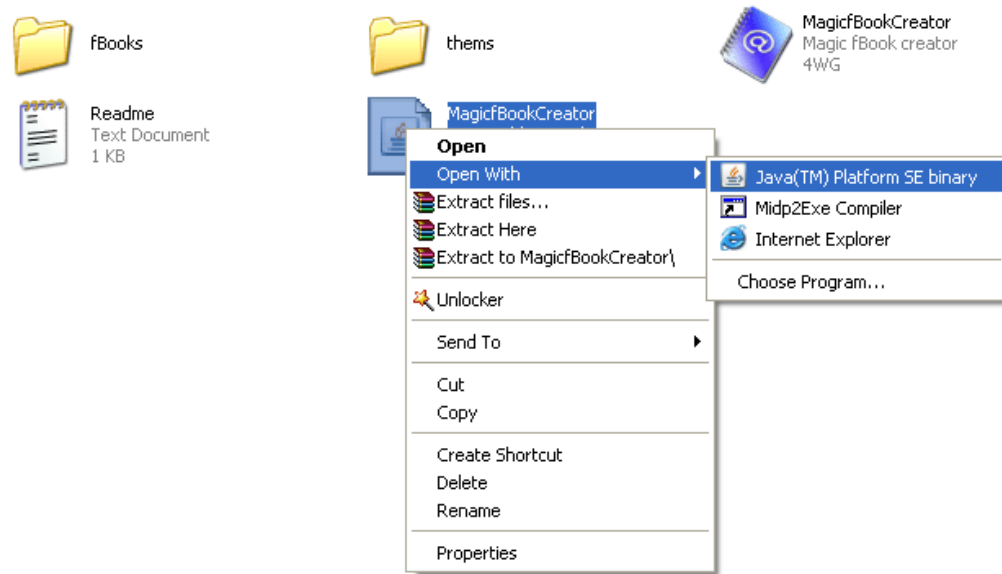 fBooks
thems
MagicfBookCreator
Magic fBook creator
4WG
Readme
Text Document
1 KB
MagicfBookCreator
Open
Open With
Extract files...
Extract Here
Extract to MagicfBookCreator\
Unlocker
Send To
Cut
Copy
Create Shortcut
Delete
Rename
Properties
Java(TM) Platform SE binary
Midp2Exe Compiler
Internet Explorer
Choose Program...